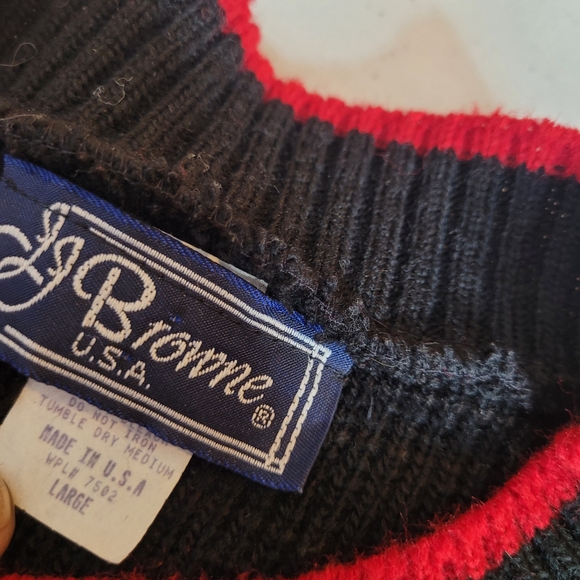 JJ Browne ®
U.S.A.
DO NOT IRON
TUMBLE DRY MEDIUM
MADE IN U.S.A
WPL# 7502
LARGE